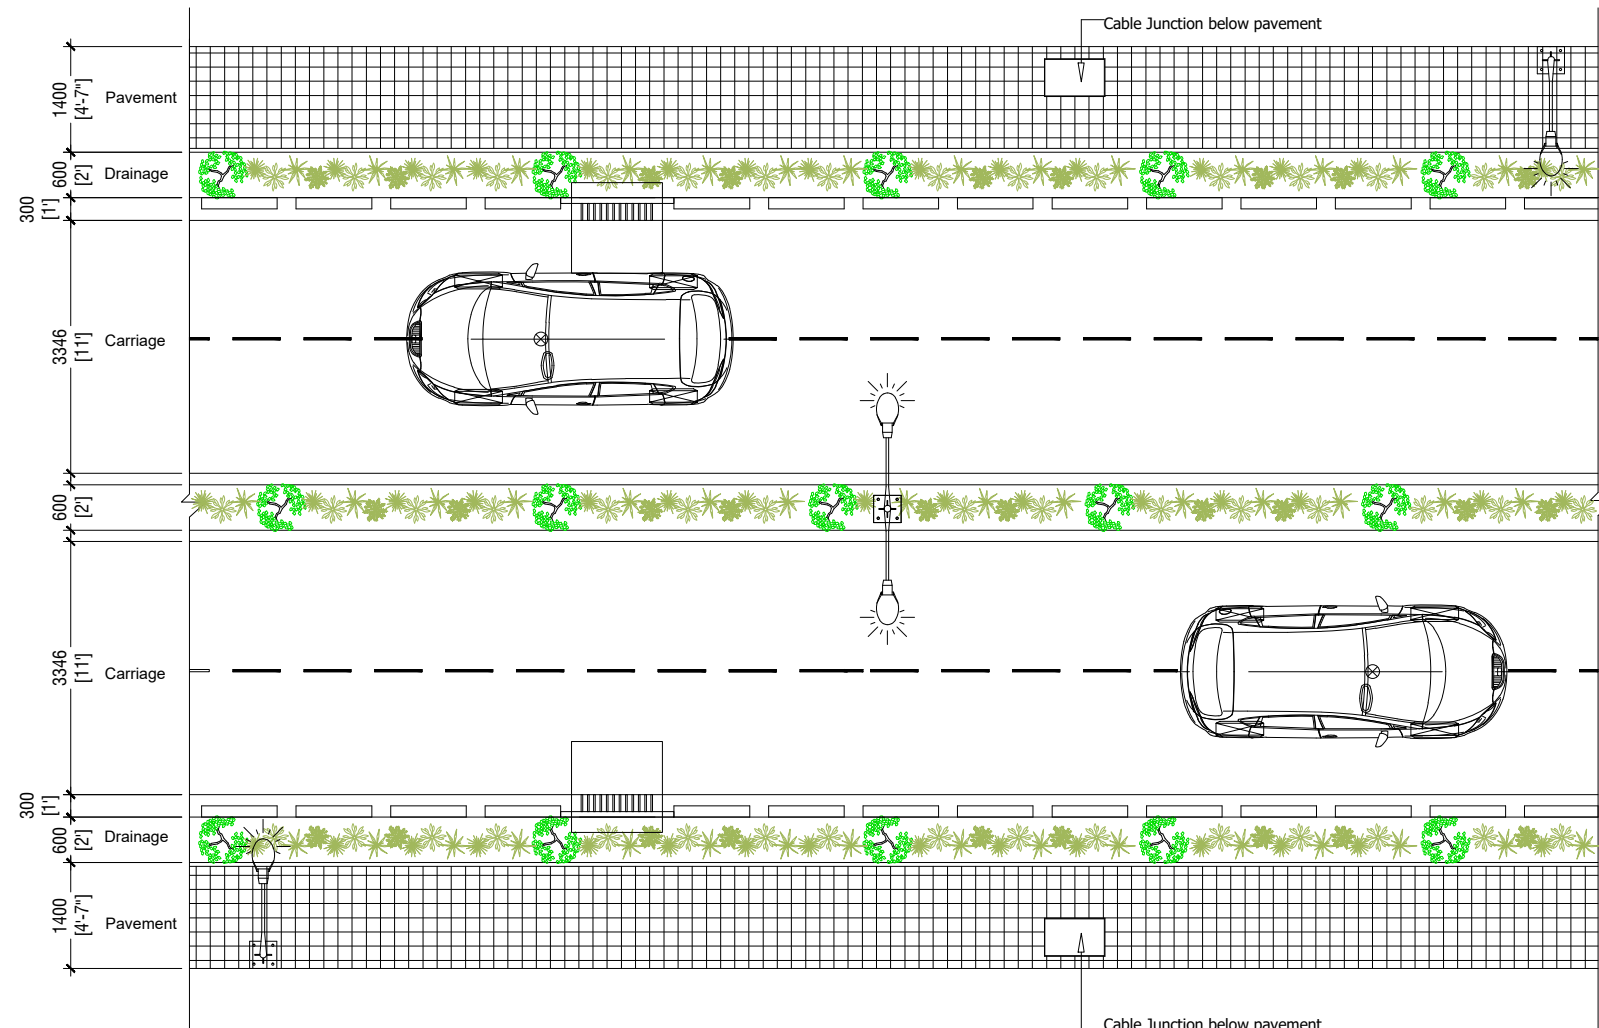 Cable Junction below pavement
1400
[4'-7"]
Pavement
600
[2']
Drainage
300
[1']
3346
[11']
Carriage
600
[2']
3346
[11']
Carriage
300
[1']
600
[2']
Drainage
1400
[4'-7"]
Pavement
Cable Junction below pavement